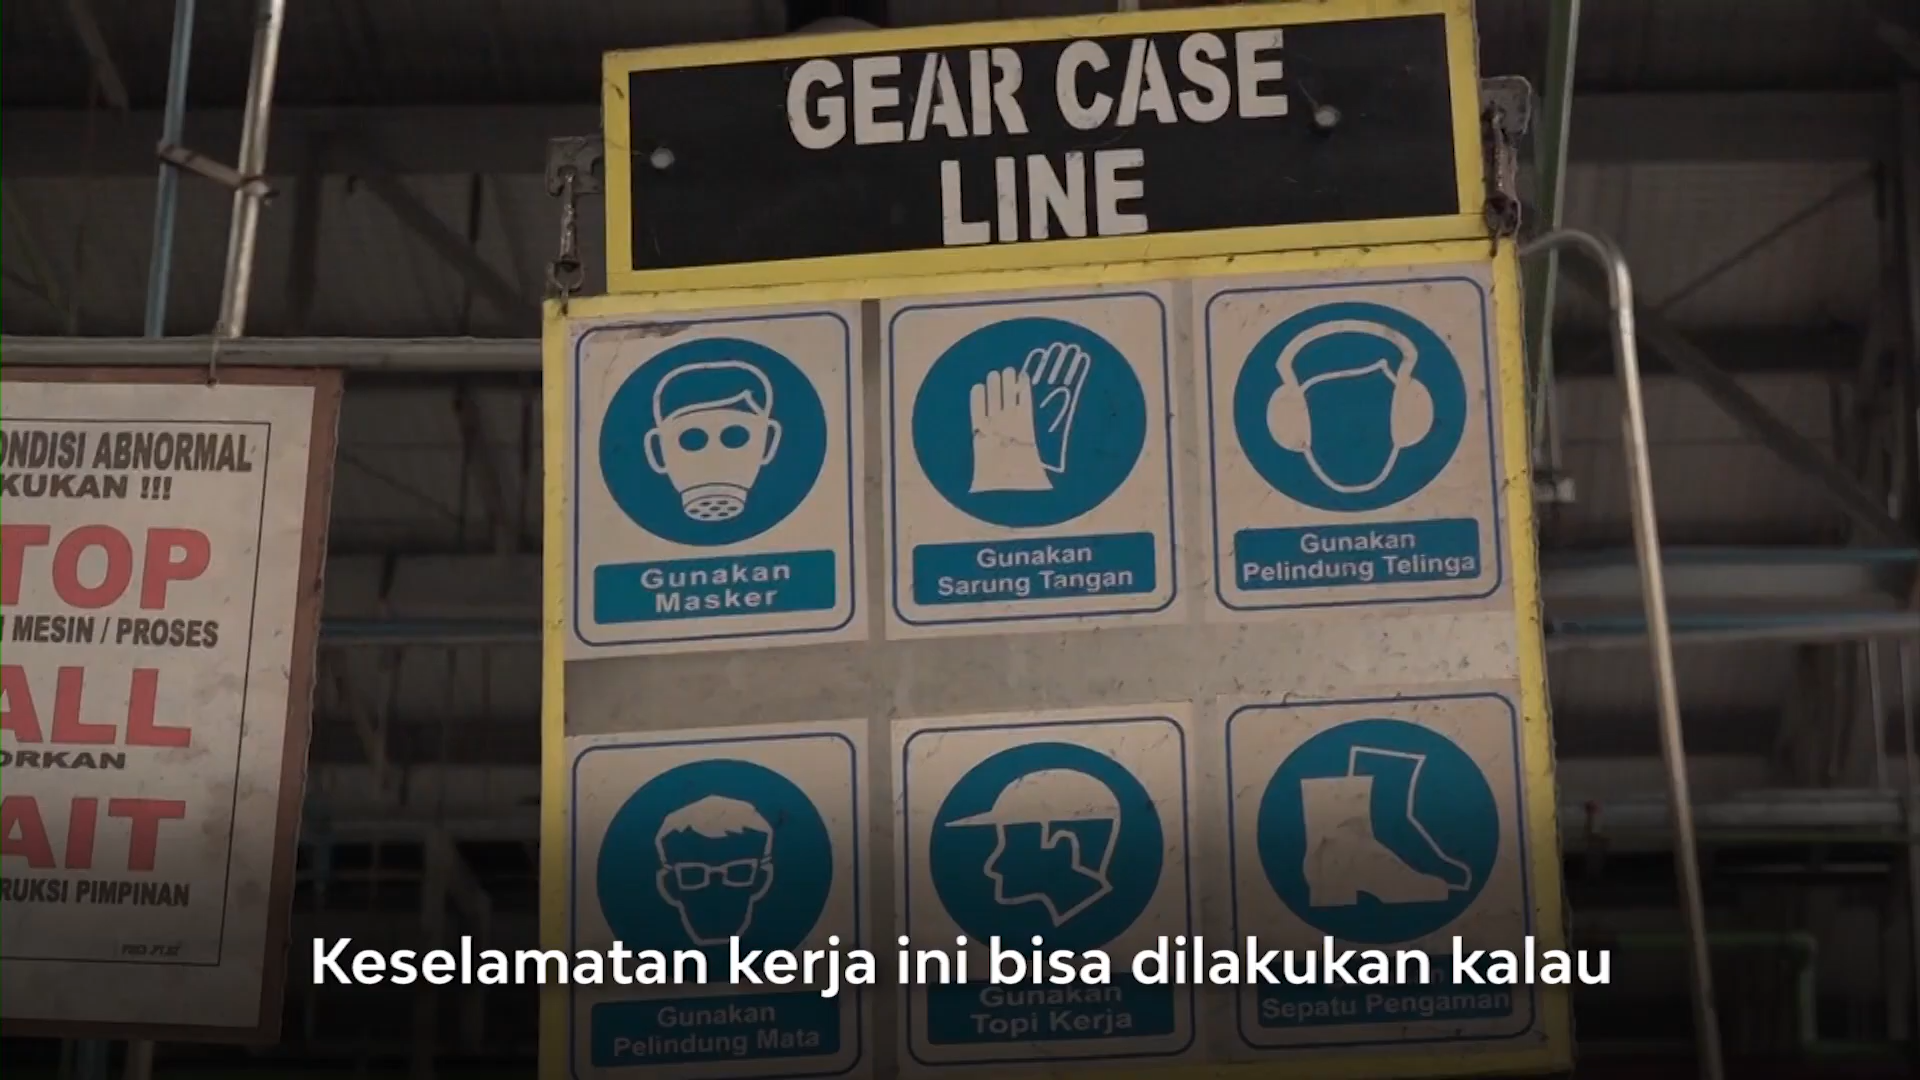 GEAR CASE
LINE
Gunakan
Masker
Gunakan
Sarung Tangan
Gunakan
Pelindung Telinga
ONDISI ABNORMAL
KUKAN !!!
TOP
MESIN / PROSES
ALL
ORKAN
AIT
RUKSI PIMPINAN
Keselamatan kerja ini bisa dilakukan kalau
Gunakan
Pelindung Mata
Gunakan
Topi Kerja
Sepatu Pengaman